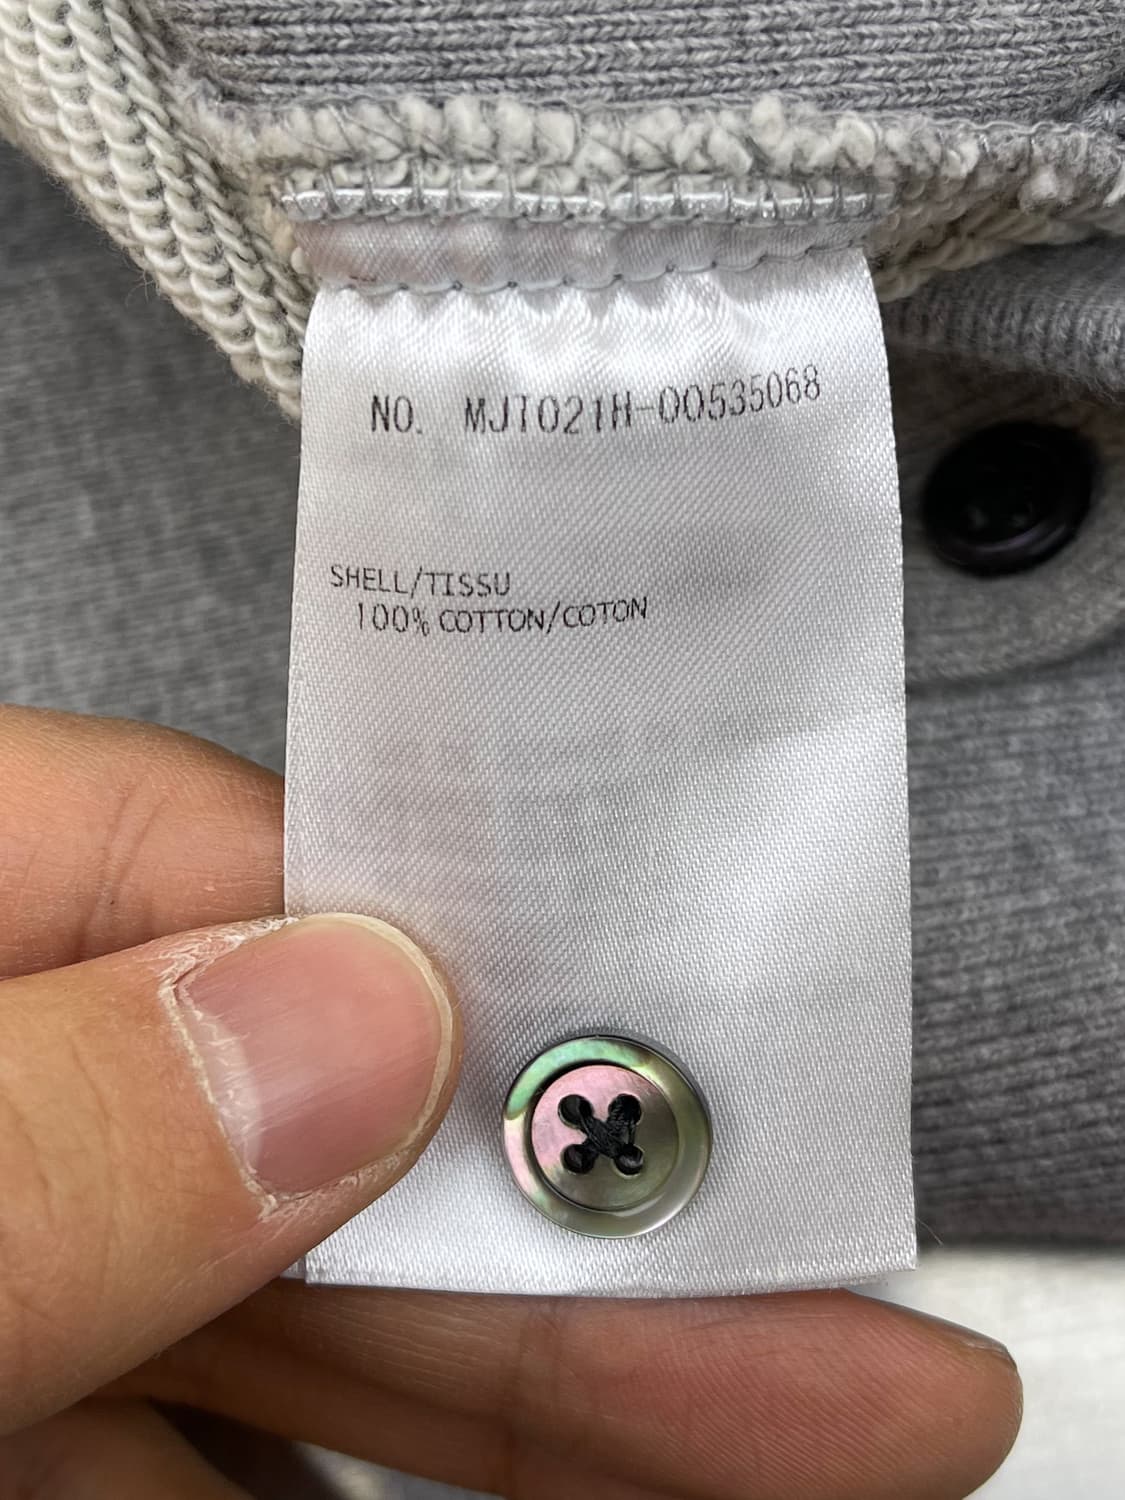 NO. MJT021H-00535068
SHELL/TISSU
100% COTTON/COTON